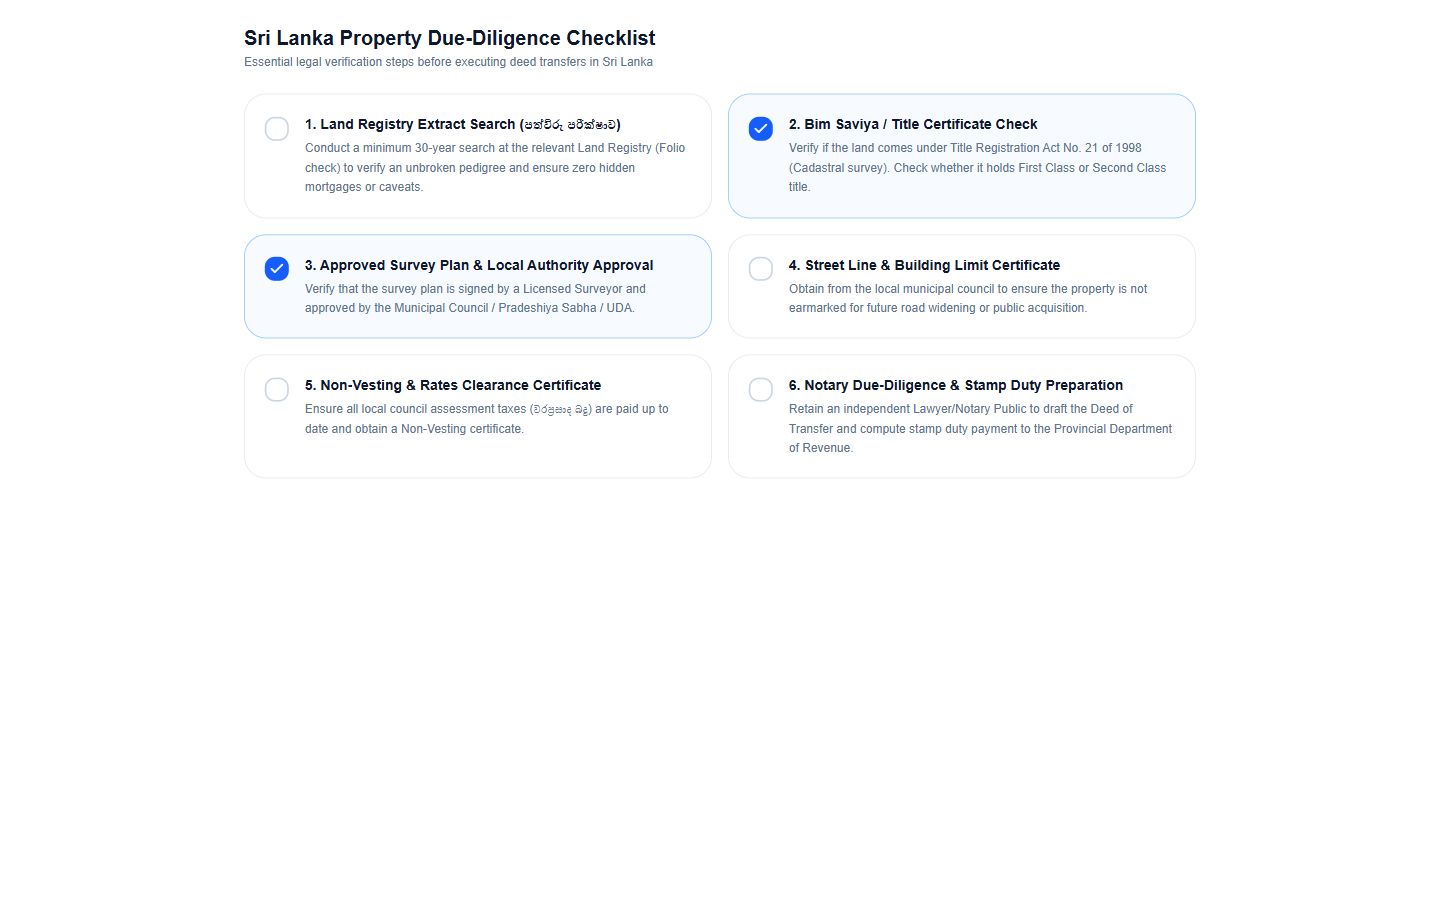 Sri Lanka Property Due-Diligence Checklist
Essential legal verification steps before executing deed transfers in Sri Lanka
1. Land Registry Extract Search (පත්විරු පරීක්ෂාව)
Conduct a minimum 30-year search at the relevant Land Registry (Folio
check) to verify an unbroken pedigree and ensure zero hidden
mortgages or caveats.
2. Bim Saviya / Title Certificate Check
Verify if the land comes under Title Registration Act No. 21 of 1998
(Cadastral survey). Check whether it holds First Class or Second Class
title.
3. Approved Survey Plan & Local Authority Approval
Verify that the survey plan is signed by a Licensed Surveyor and
approved by the Municipal Council / Pradeshiya Sabha / UDA.
4. Street Line & Building Limit Certificate
Obtain from the local municipal council to ensure the property is not
earmarked for future road widening or public acquisition.
5. Non-Vesting & Rates Clearance Certificate
Ensure all local council assessment taxes (වරප්‍රසාද බදු) are paid up to
date and obtain a Non-Vesting certificate.
6. Notary Due-Diligence & Stamp Duty Preparation
Retain an independent Lawyer/Notary Public to draft the Deed of
Transfer and compute stamp duty payment to the Provincial Department
of Revenue.